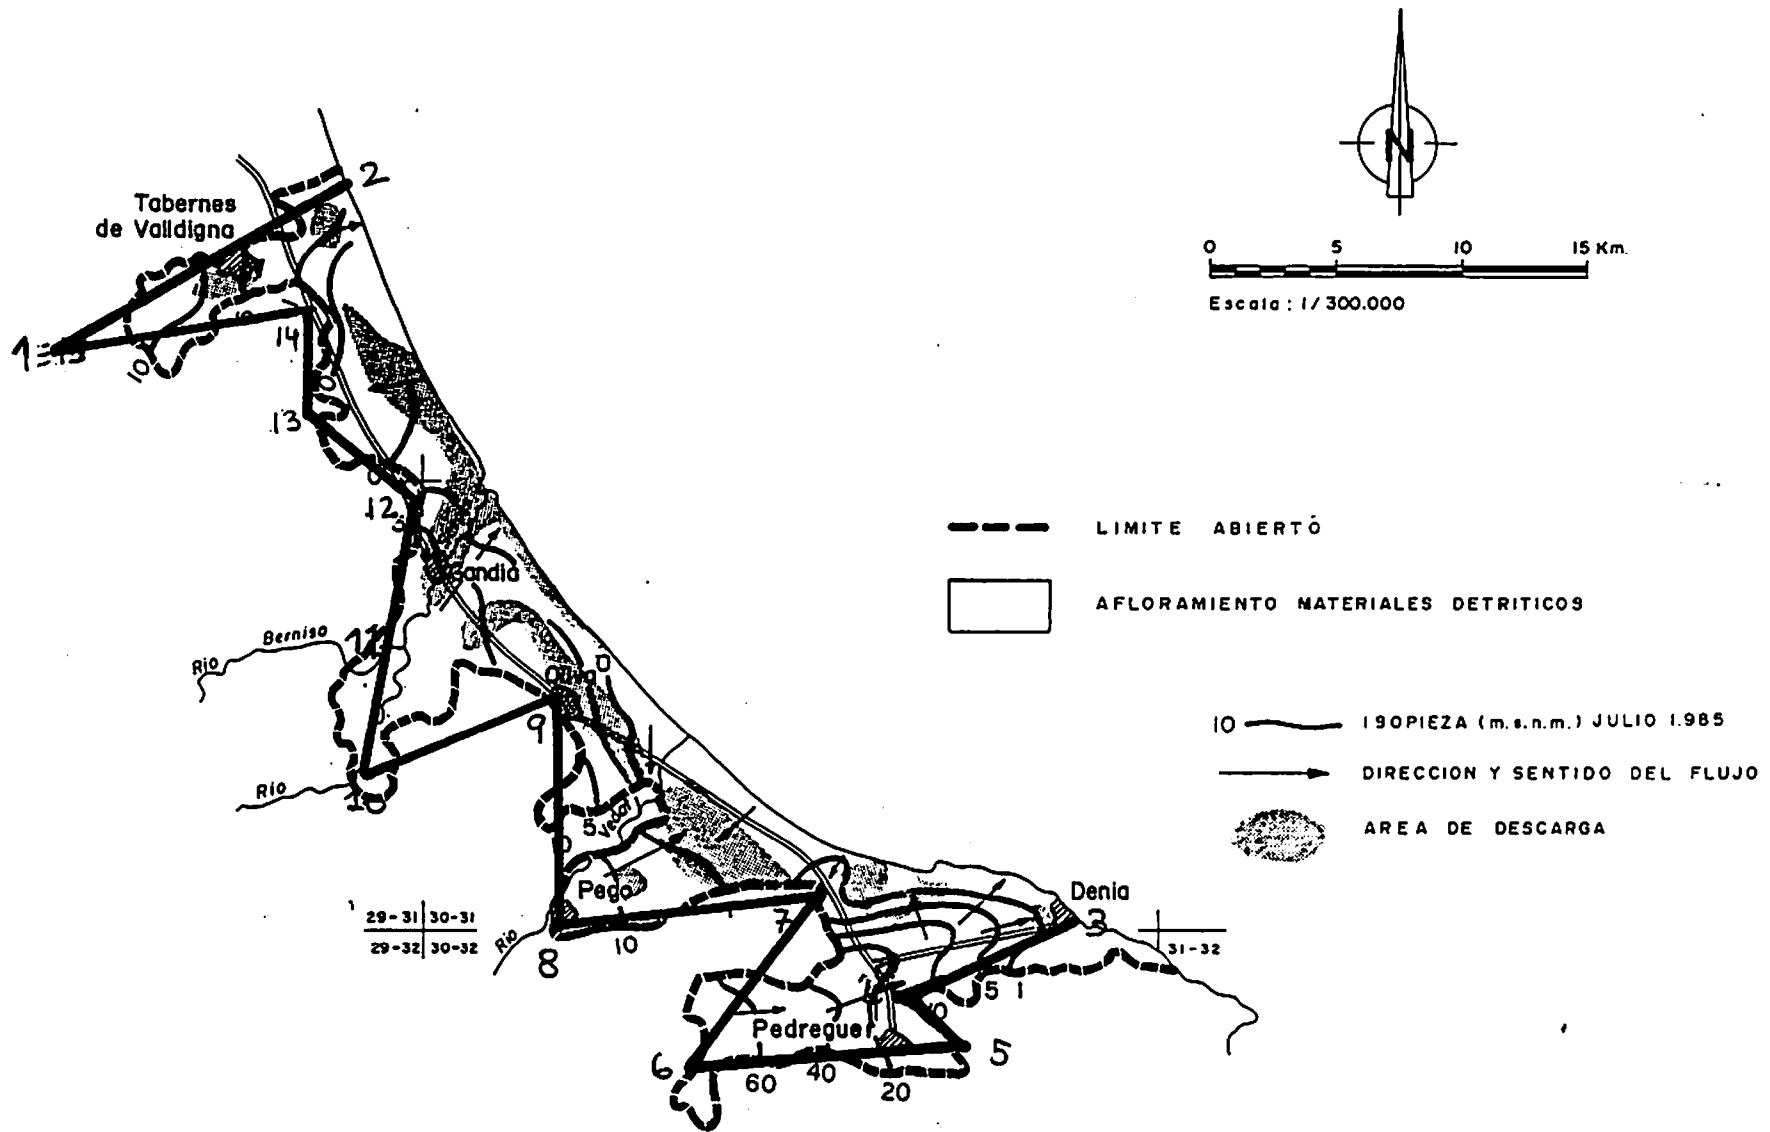 N
0 5 10 15 Km.
Escala: 1/300.000
2
Tabernes
de Valldigna
1
10
14
13
12
Gandia
Rio Berniso
11
Oliva
0
9
Rio
10
5
Vedat
Pego
7
10
8
Rio
29-31 30-31
29-32 30-32
Denia
3
31-32
5 1
10
Pedreguer
5
6
60
40
20
LIMITE ABIERTO
AFLORAMIENTO MATERIALES DETRITICOS
10 ISOPIEZA (m.s.n.m.) JULIO 1.985
DIRECCION Y SENTIDO DEL FLUJO
AREA DE DESCARGA